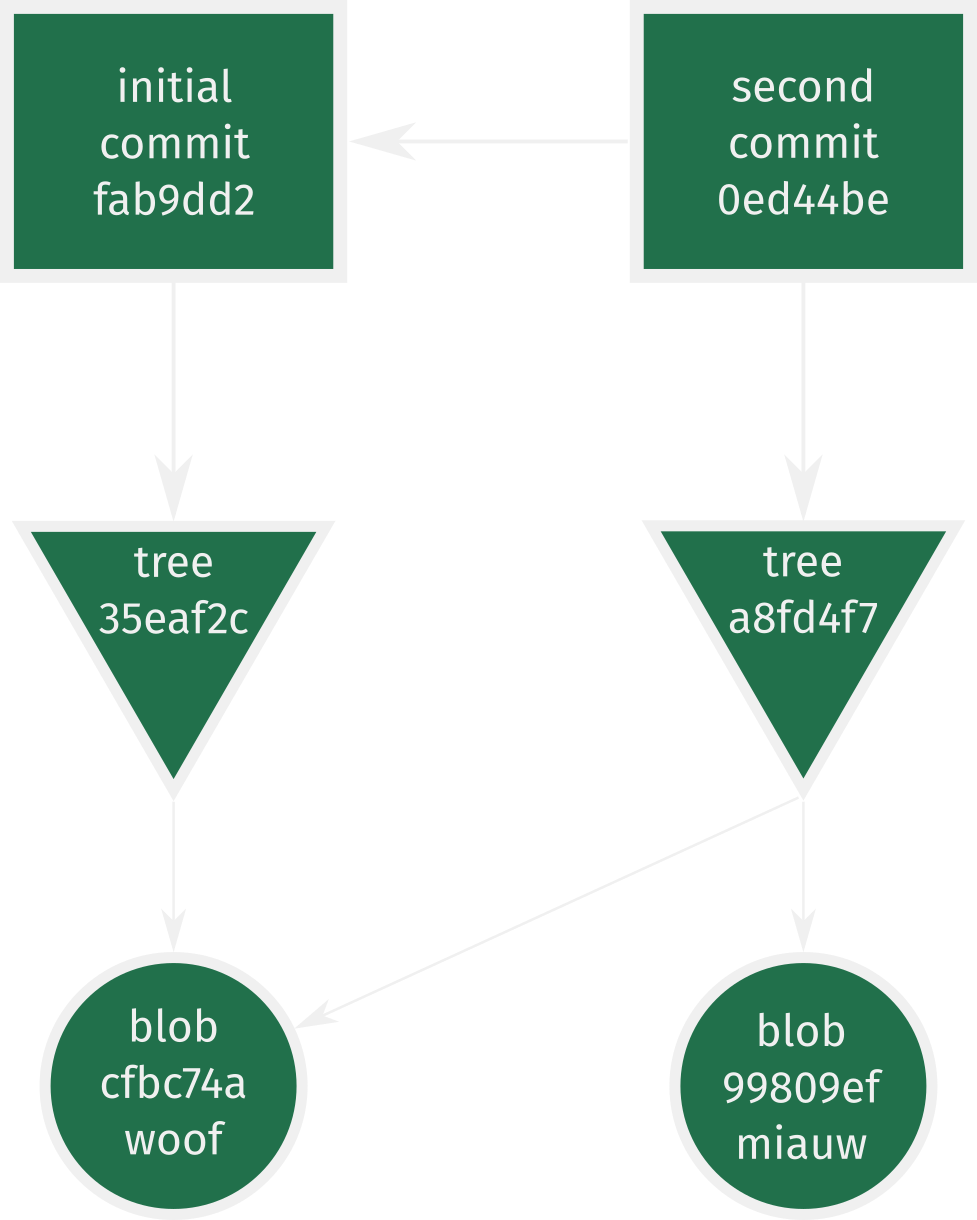 initial
commit
fab9dd2
second
commit
0ed44be
tree
35eaf2c
tree
a8fd4f7
blob
cfbc74a
woof
blob
99809ef
miauw